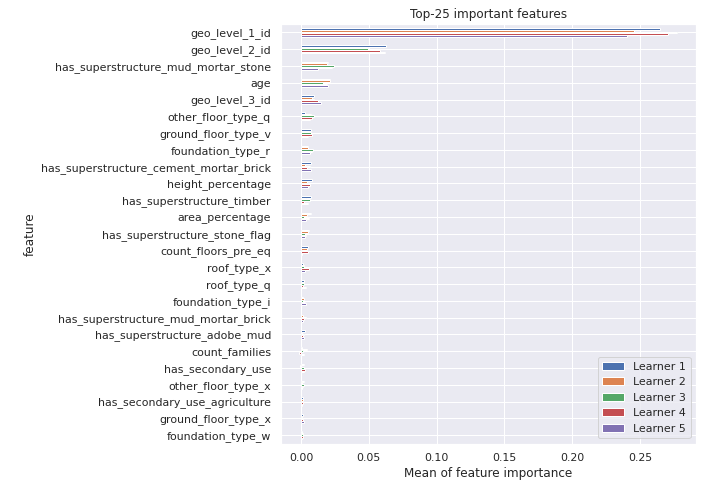 Top-25 important features
geo_level_1_id
geo_level_2_id
has_superstructure_mud_mortar_stone
age
geo_level_3_id
other_floor_type_q
ground_floor_type_v
foundation_type_r
has_superstructure_cement_mortar_brick
height_percentage
has_superstructure_timber
area_percentage
has_superstructure_stone_flag
count_floors_pre_eq
roof_type_x
roof_type_q
foundation_type_i
has_superstructure_mud_mortar_brick
has_superstructure_adobe_mud
count_families
has_secondary_use
other_floor_type_x
has_secondary_use_agriculture
ground_floor_type_x
foundation_type_w
feature
Learner 1
Learner 2
Learner 3
Learner 4
Learner 5
0.00 0.05 0.10 0.15 0.20 0.25
Mean of feature importance